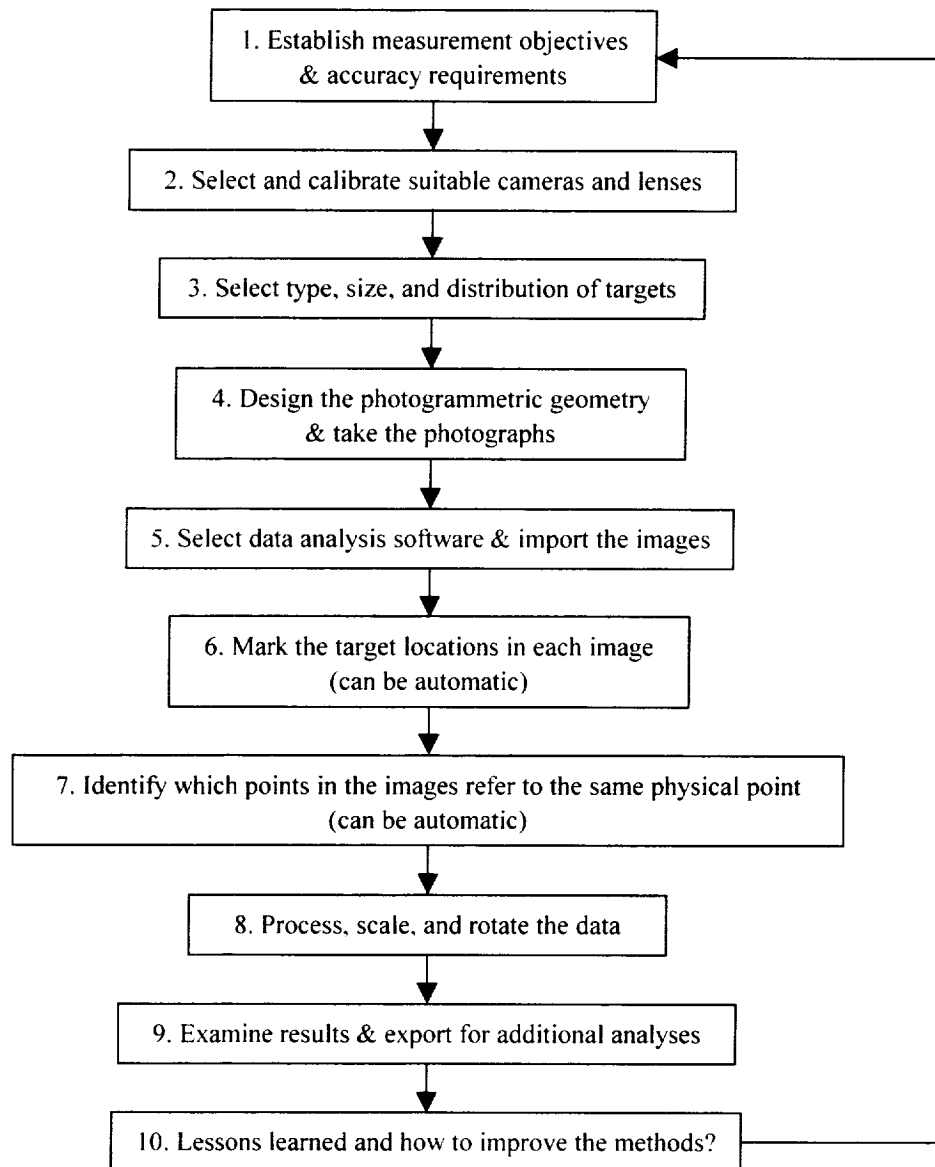 1. Establish measurement objectives
& accuracy requirements
2. Select and calibrate suitable cameras and lenses
3. Select type, size, and distribution of targets
4. Design the photogrammetric geometry
& take the photographs
5. Select data analysis software & import the images
6. Mark the target locations in each image
(can be automatic)
7. Identify which points in the images refer to the same physical point
(can be automatic)
8. Process, scale, and rotate the data
9. Examine results & export for additional analyses
10. Lessons learned and how to improve the methods?